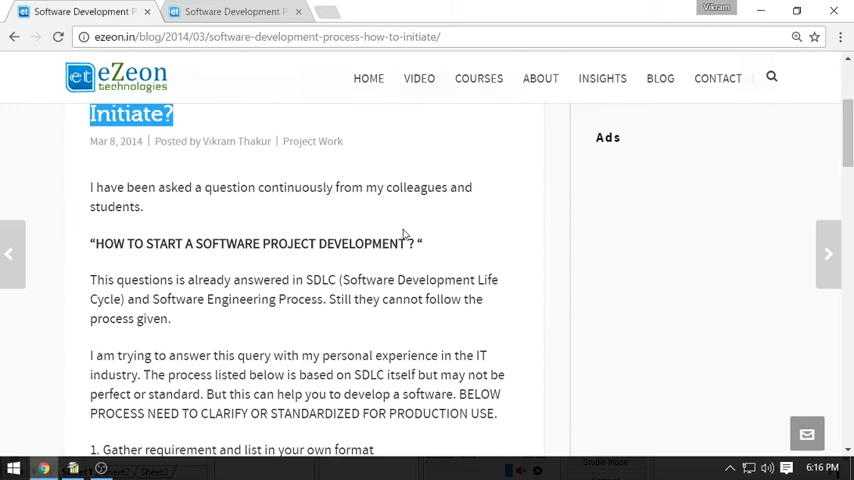 Software Development P
Software Development P
Vikram
ezeon.in/blog/2014/03/software-development-process-how-to-initiate/
et eZeon
technologies
HOME VIDEO COURSES ABOUT INSIGHTS BLOG CONTACT
Initiate?
Mar 8, 2014 | Posted by Vikram Thakur | Project Work
Ads
I have been asked a question continuously from my colleagues and
students.
“HOW TO START A SOFTWARE PROJECT DEVELOPMENT ? “
This questions is already answered in SDLC (Software Development Life
Cycle) and Software Engineering Process. Still they cannot follow the
process given.
I am trying to answer this query with my personal experience in the IT
industry. The process listed below is based on SDLC itself but may not be
perfect or standard. But this can help you to develop a software. BELOW
PROCESS NEED TO CLARIFY OR STANDARDIZED FOR PRODUCTION USE.
1. Gather requirement and list in your own format
Sheet2 Sheet3
Studio Mode
6:16 PM